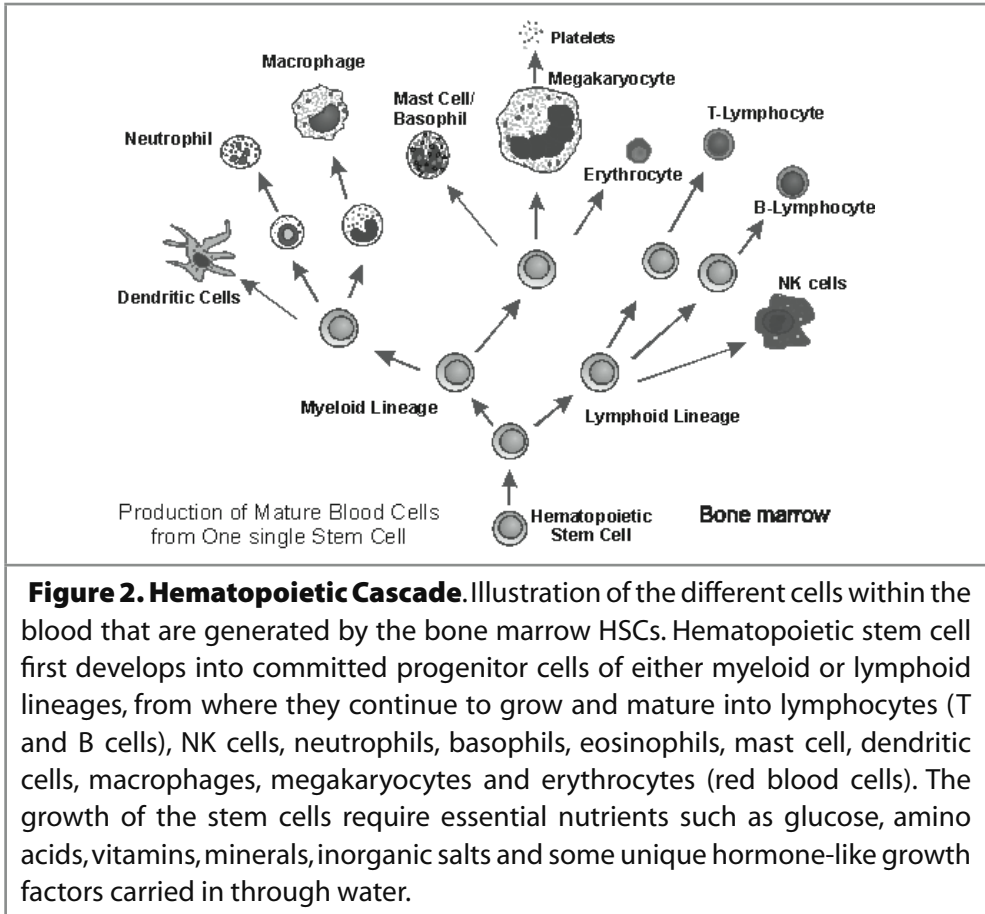 Platelets
Macrophage
Megakaryocyte
Mast Cell/
Basophil
T-Lymphocyte
Neutrophil
Erythrocyte
B-Lymphocyte
NK cells
Dendritic Cells
Myeloid Lineage
Lymphoid Lineage
Production of Mature Blood Cells
from One single Stem Cell
Hematopoietic
Stem Cell
Bone marrow
Figure 2. Hematopoietic Cascade. Illustration of the different cells within the
blood that are generated by the bone marrow HSCs. Hematopoietic stem cell
first develops into committed progenitor cells of either myeloid or lymphoid
lineages, from where they continue to grow and mature into lymphocytes (T
and B cells), NK cells, neutrophils, basophils, eosinophils, mast cell, dendritic
cells, macrophages, megakaryocytes and erythrocytes (red blood cells). The
growth of the stem cells require essential nutrients such as glucose, amino
acids, vitamins, minerals, inorganic salts and some unique hormone-like growth
factors carried in through water.